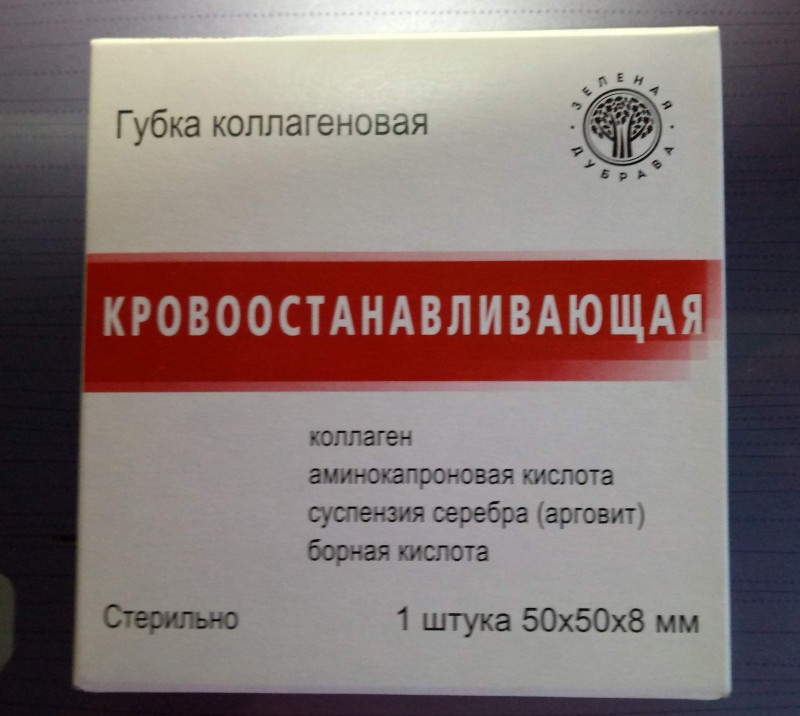 Губка коллагеновая
ЗЕЛЕНАЯ ДУБРАВА
КРОВООСТАНАВЛИВАЮЩАЯ
коллаген
аминокапроновая кислота
суспензия серебра (арговит)
борная кислота
Стерильно
1 штука 50х50х8 мм